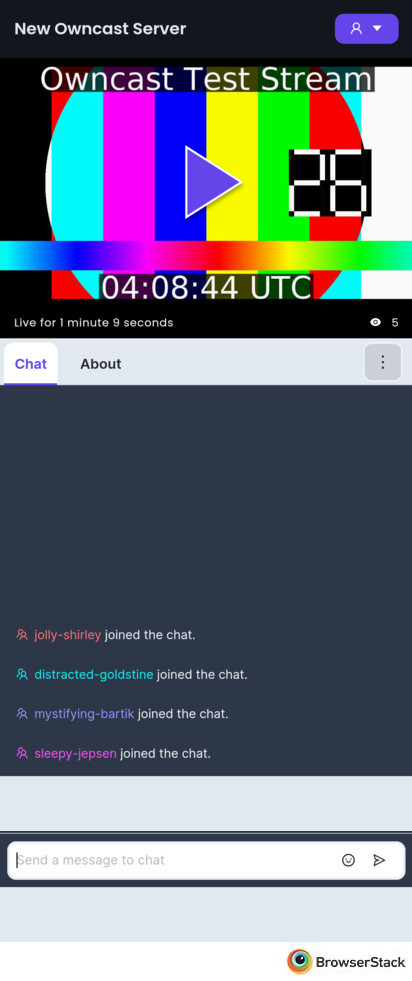 New Owncast Server
Owncast Test Stream
26
04:08:44 UTC
Live for 1 minute 9 seconds
5
Chat
About
jolly-shirley joined the chat.
distracted-goldstine joined the chat.
mystifying-bartik joined the chat.
sleepy-jepsen joined the chat.
Send a message to chat
BrowserStack